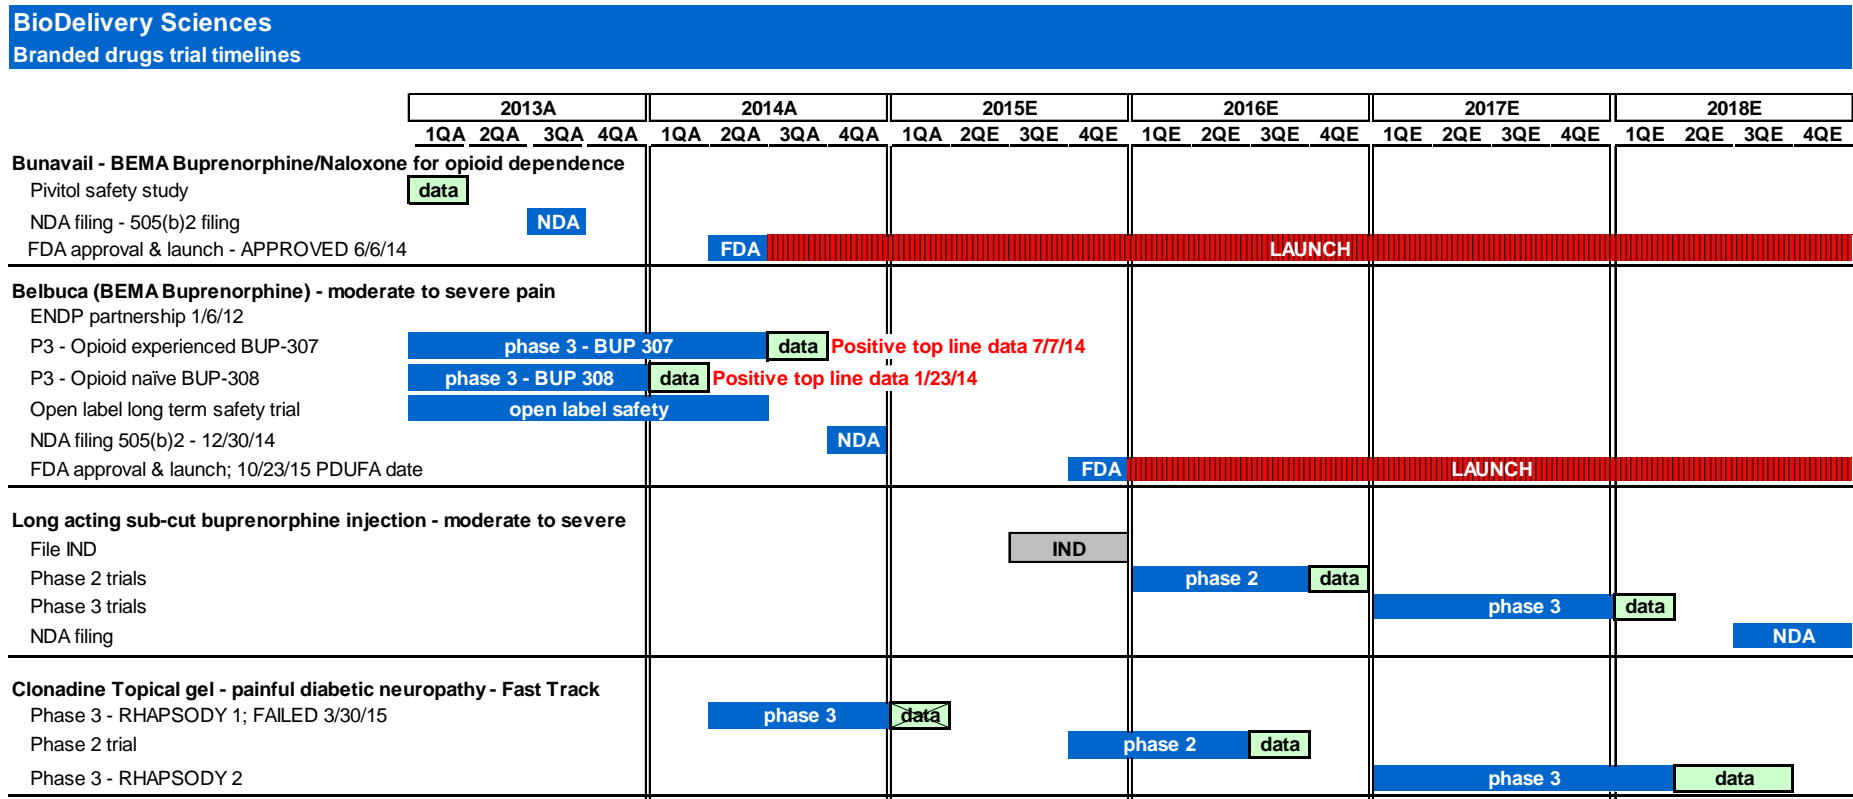 BioDelivery Sciences
Branded drugs trial timelines
2013A 2014A 2015E 2016E 2017E 2018E
1QA 2QA 3QA 4QA 1QA 2QA 3QA 4QA 1QA 2QE 3QE 4QE 1QE 2QE 3QE 4QE 1QE 2QE 3QE 4QE 1QE 2QE 3QE 4QE
Bunavail - BEMA Buprenorphine/Naloxone for opioid dependence
Pivitol safety study data
NDA filing - 505(b)2 filing NDA
FDA approval & launch - APPROVED 6/6/14 FDA LAUNCH
Belbuca (BEMA Buprenorphine) - moderate to severe pain
ENDP partnership 1/6/12
P3 - Opioid experienced BUP-307 phase 3 - BUP 307 data Positive top line data 7/7/14
P3 - Opioid naïve BUP-308 phase 3 - BUP 308 data Positive top line data 1/23/14
Open label long term safety trial open label safety
NDA filing 505(b)2 - 12/30/14 NDA
FDA approval & launch; 10/23/15 PDUFA date FDA LAUNCH
Long acting sub-cut buprenorphine injection - moderate to severe
File IND IND
Phase 2 trials phase 2 data
Phase 3 trials phase 3 data
NDA filing NDA
Clonadine Topical gel - painful diabetic neuropathy - Fast Track
Phase 3 - RHAPSODY 1; FAILED 3/30/15 phase 3 data
Phase 2 trial phase 2 data
Phase 3 - RHAPSODY 2 phase 3 data